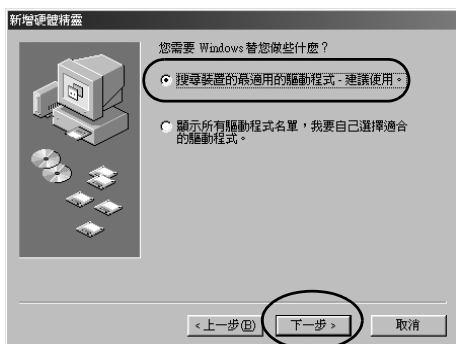 新增硬體精靈
您需要 Windows 替您做些什麼？
搜尋裝置的最適用的驅動程式 - 建議使用。
顯示所有驅動程式名單，我要自己選擇適合
的驅動程式。
<上一步(B)
下一步 >
取消